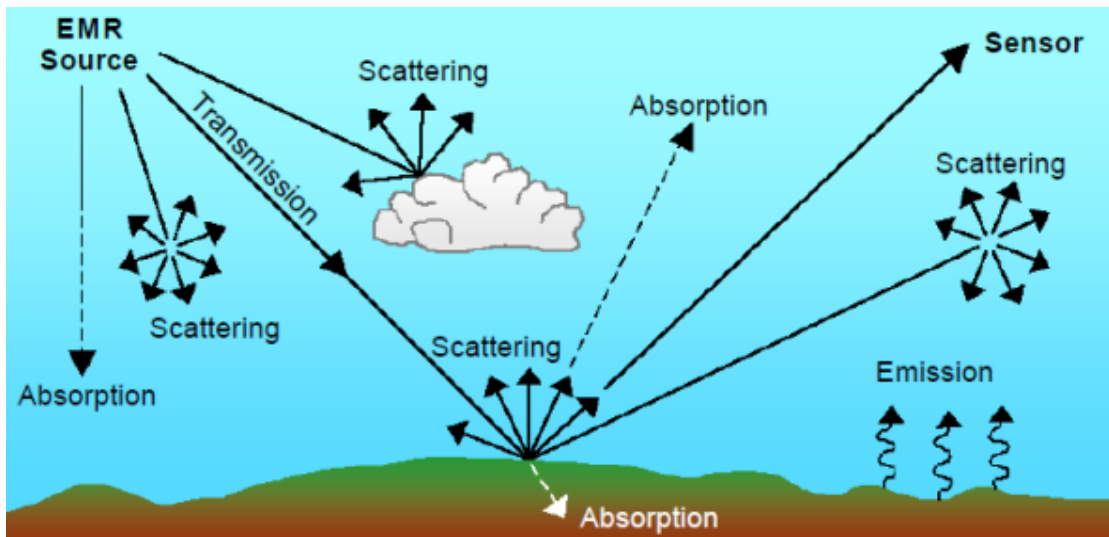 EMR
Source
Sensor
Scattering
Absorption
Transmission
Scattering
Scattering
Scattering
Absorption
Emission
Absorption